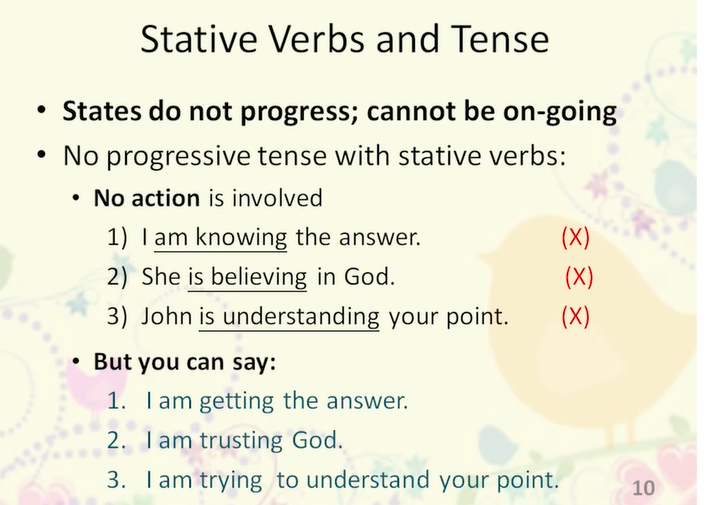 Stative Verbs and Tense
• States do not progress; cannot be on-going
• No progressive tense with stative verbs:
• No action is involved
1) I am knowing the answer. (X)
2) She is believing in God. (X)
3) John is understanding your point. (X)
• But you can say:
1. I am getting the answer.
2. I am trusting God.
3. I am trying to understand your point.
10